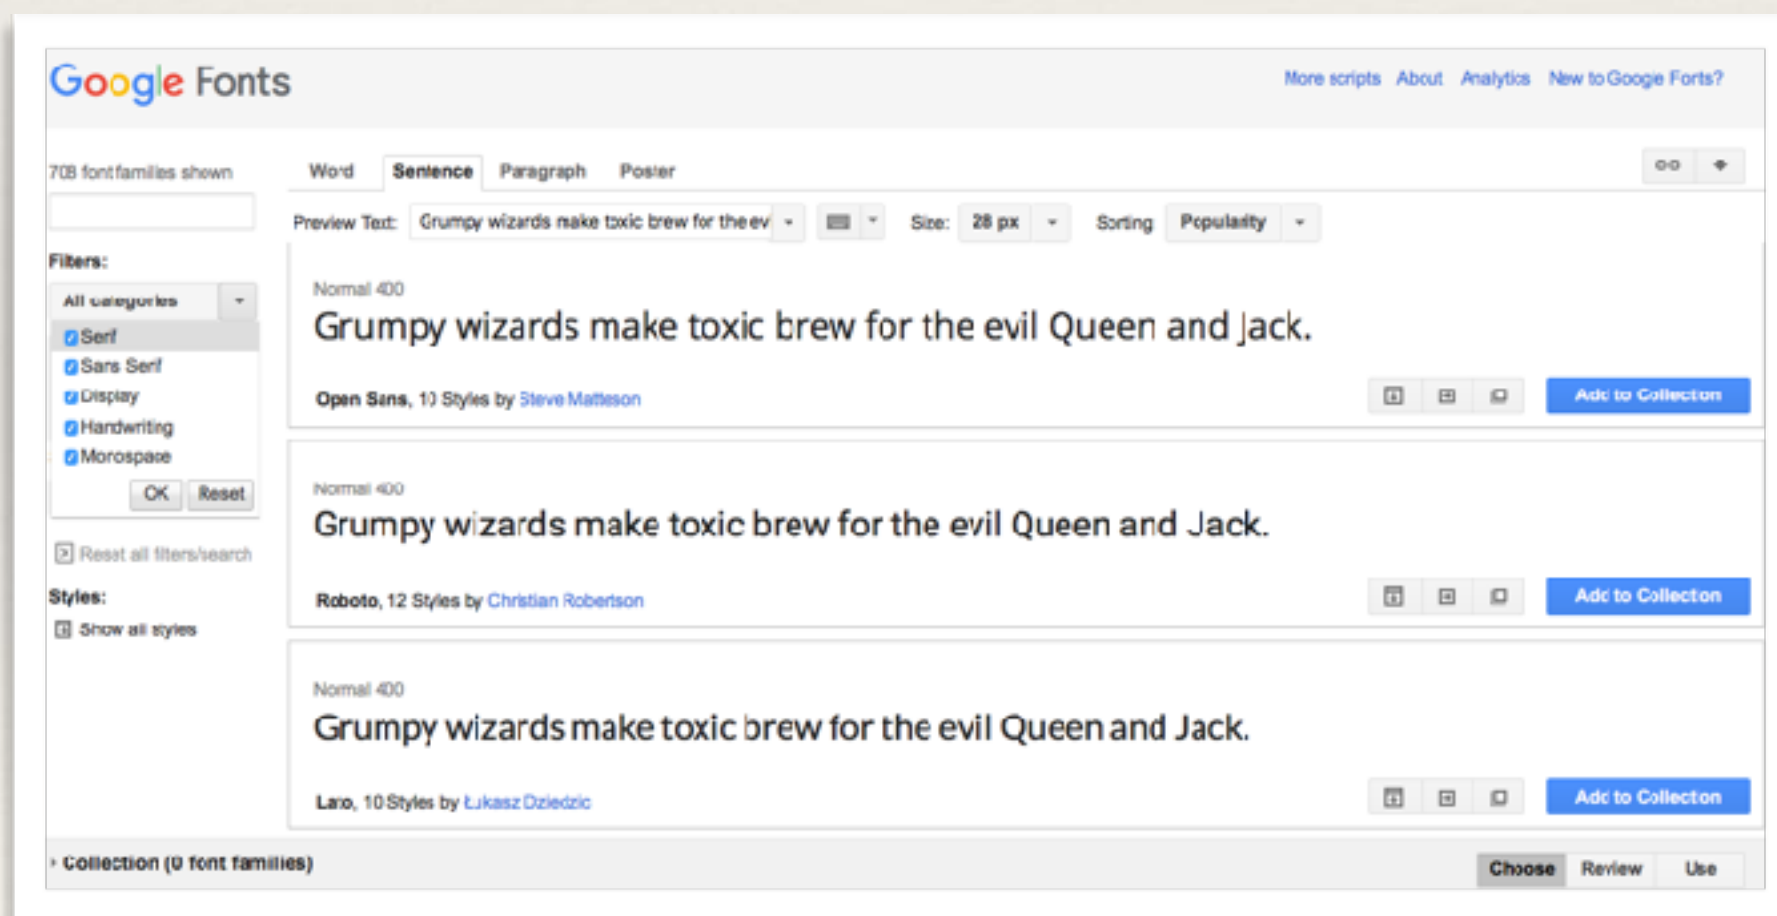 Google Fonts
More scripts About Analytics New to Google Fonts?
708 font families shown
Word Sentence Paragraph Poster
Preview Text: Grumpy wizards make toxic brew for the evi Size: 28 px Sorting Popularity
Filters:
All categories
Serif
Sans Serif
Display
Handwriting
Monospace
OK Reset
Reset all filters/search
Styles:
Show all styles
Normal 400
Grumpy wizards make toxic brew for the evil Queen and Jack.
Open Sans, 10 Styles by Steve Matteson
Add to Collection
Normal 400
Grumpy wizards make toxic brew for the evil Queen and Jack.
Roboto, 12 Styles by Christian Robertson
Add to Collection
Normal 400
Grumpy wizards make toxic brew for the evil Queen and Jack.
Lato, 10 Styles by Łukasz Dziedzic
Add to Collection
Collection (0 font families)
Choose Review Use